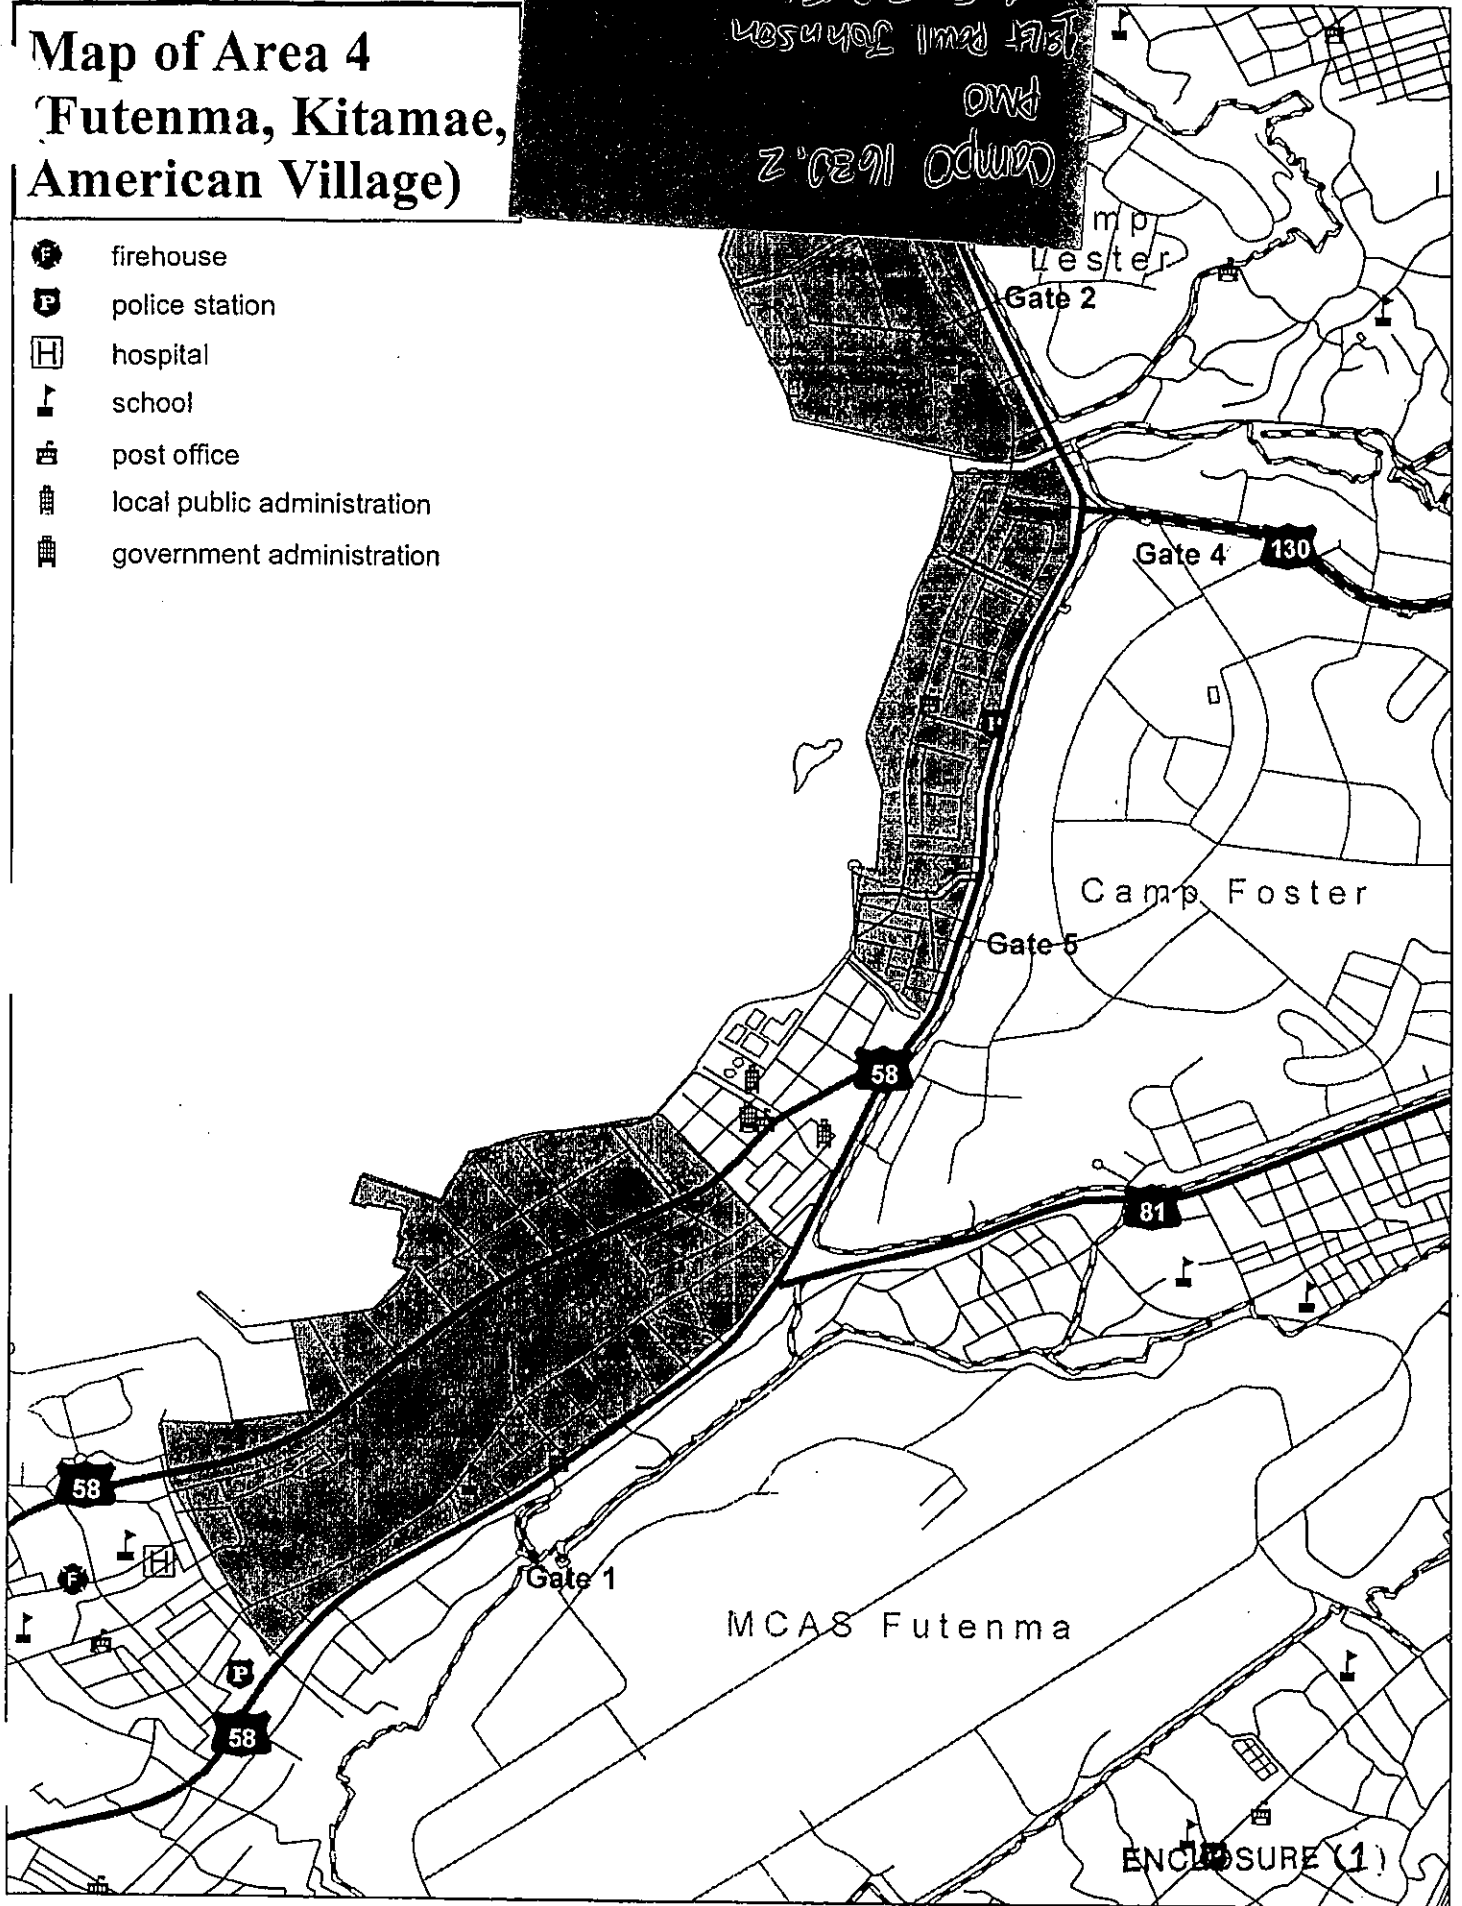 Map of Area 4
(Futenma, Kitamae,
American Village)
CampO 1630.2
PMO
1stLt Paul Johnson
F firehouse
P police station
H hospital
school
post office
local public administration
government administration
mp
Lester
Gate 2
Gate 4
130
Camp Foster
Gate 5
58
81
58
H
F
Gate 1
MCAS Futenma
P
58
ENCLOSURE (1)